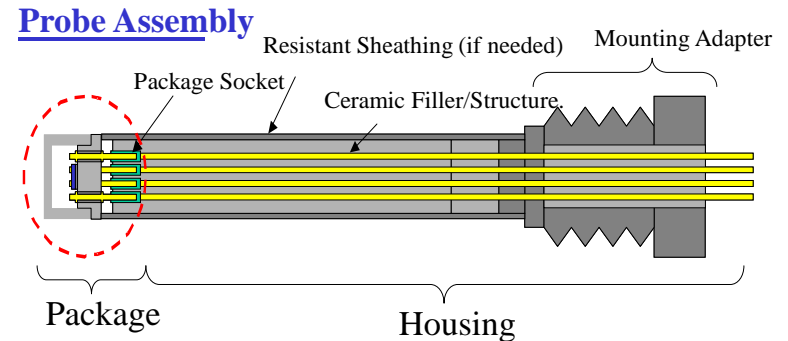 Probe Assembly
Resistant Sheathing (if needed)
Mounting Adapter
Package Socket
Ceramic Filler/Structure.
Package
Housing